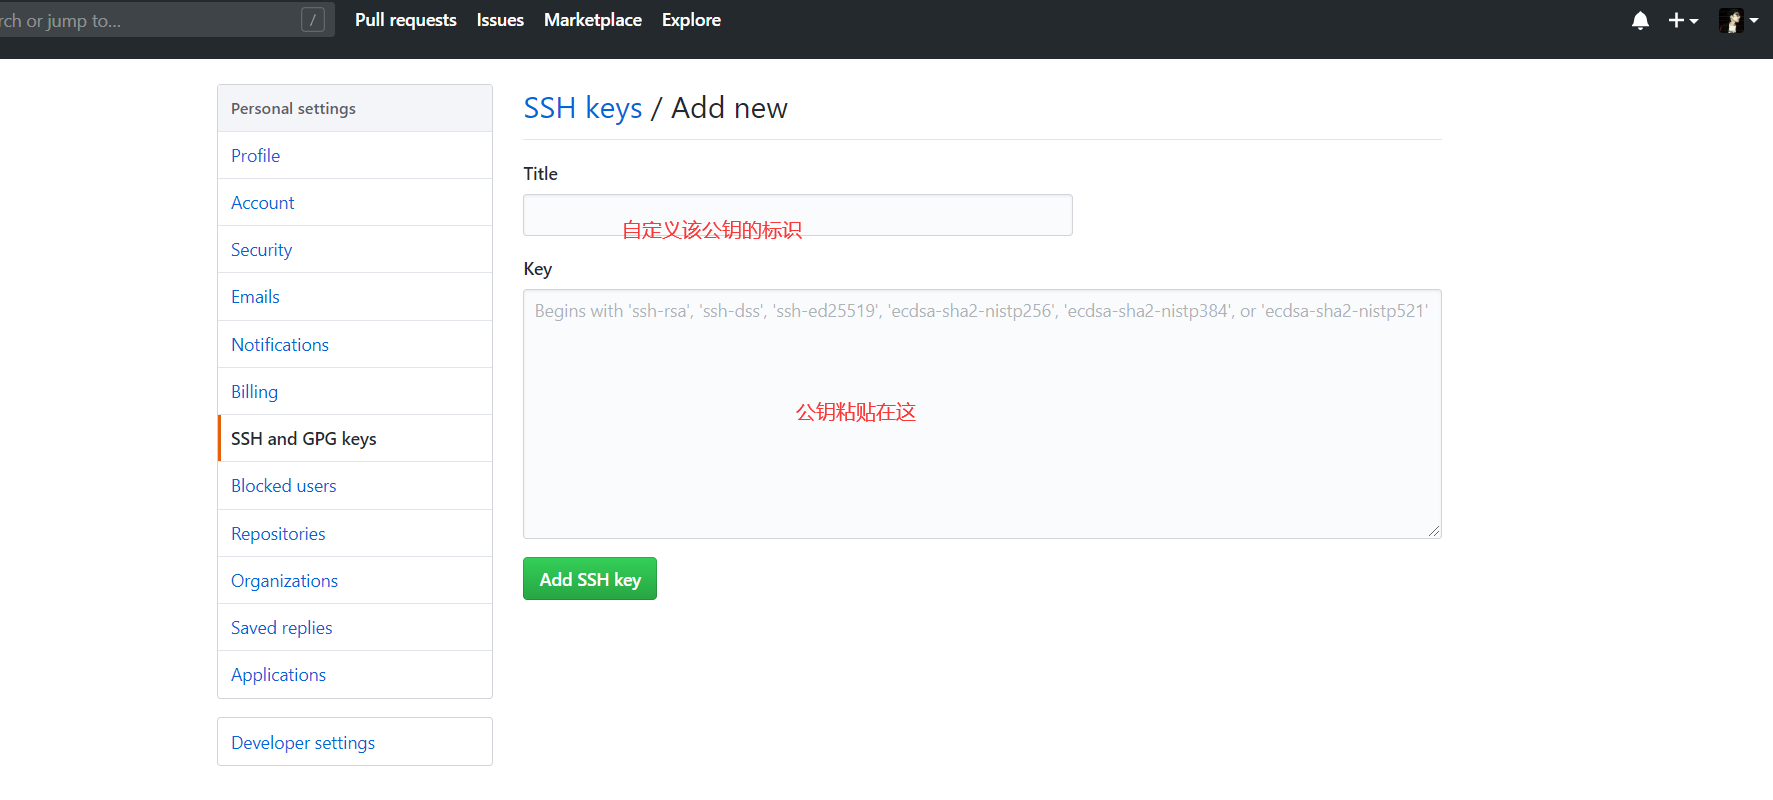 rch or jump to... /
Pull requests Issues Marketplace Explore
Personal settings
Profile
Account
Security
Emails
Notifications
Billing
SSH and GPG keys
Blocked users
Repositories
Organizations
Saved replies
Applications
Developer settings
SSH keys / Add new
Title
自定义该公钥的标识
Key
Begins with 'ssh-rsa', 'ssh-dss', 'ssh-ed25519', 'ecdsa-sha2-nistp256', 'ecdsa-sha2-nistp384', or 'ecdsa-sha2-nistp521'
公钥粘贴在这
Add SSH key